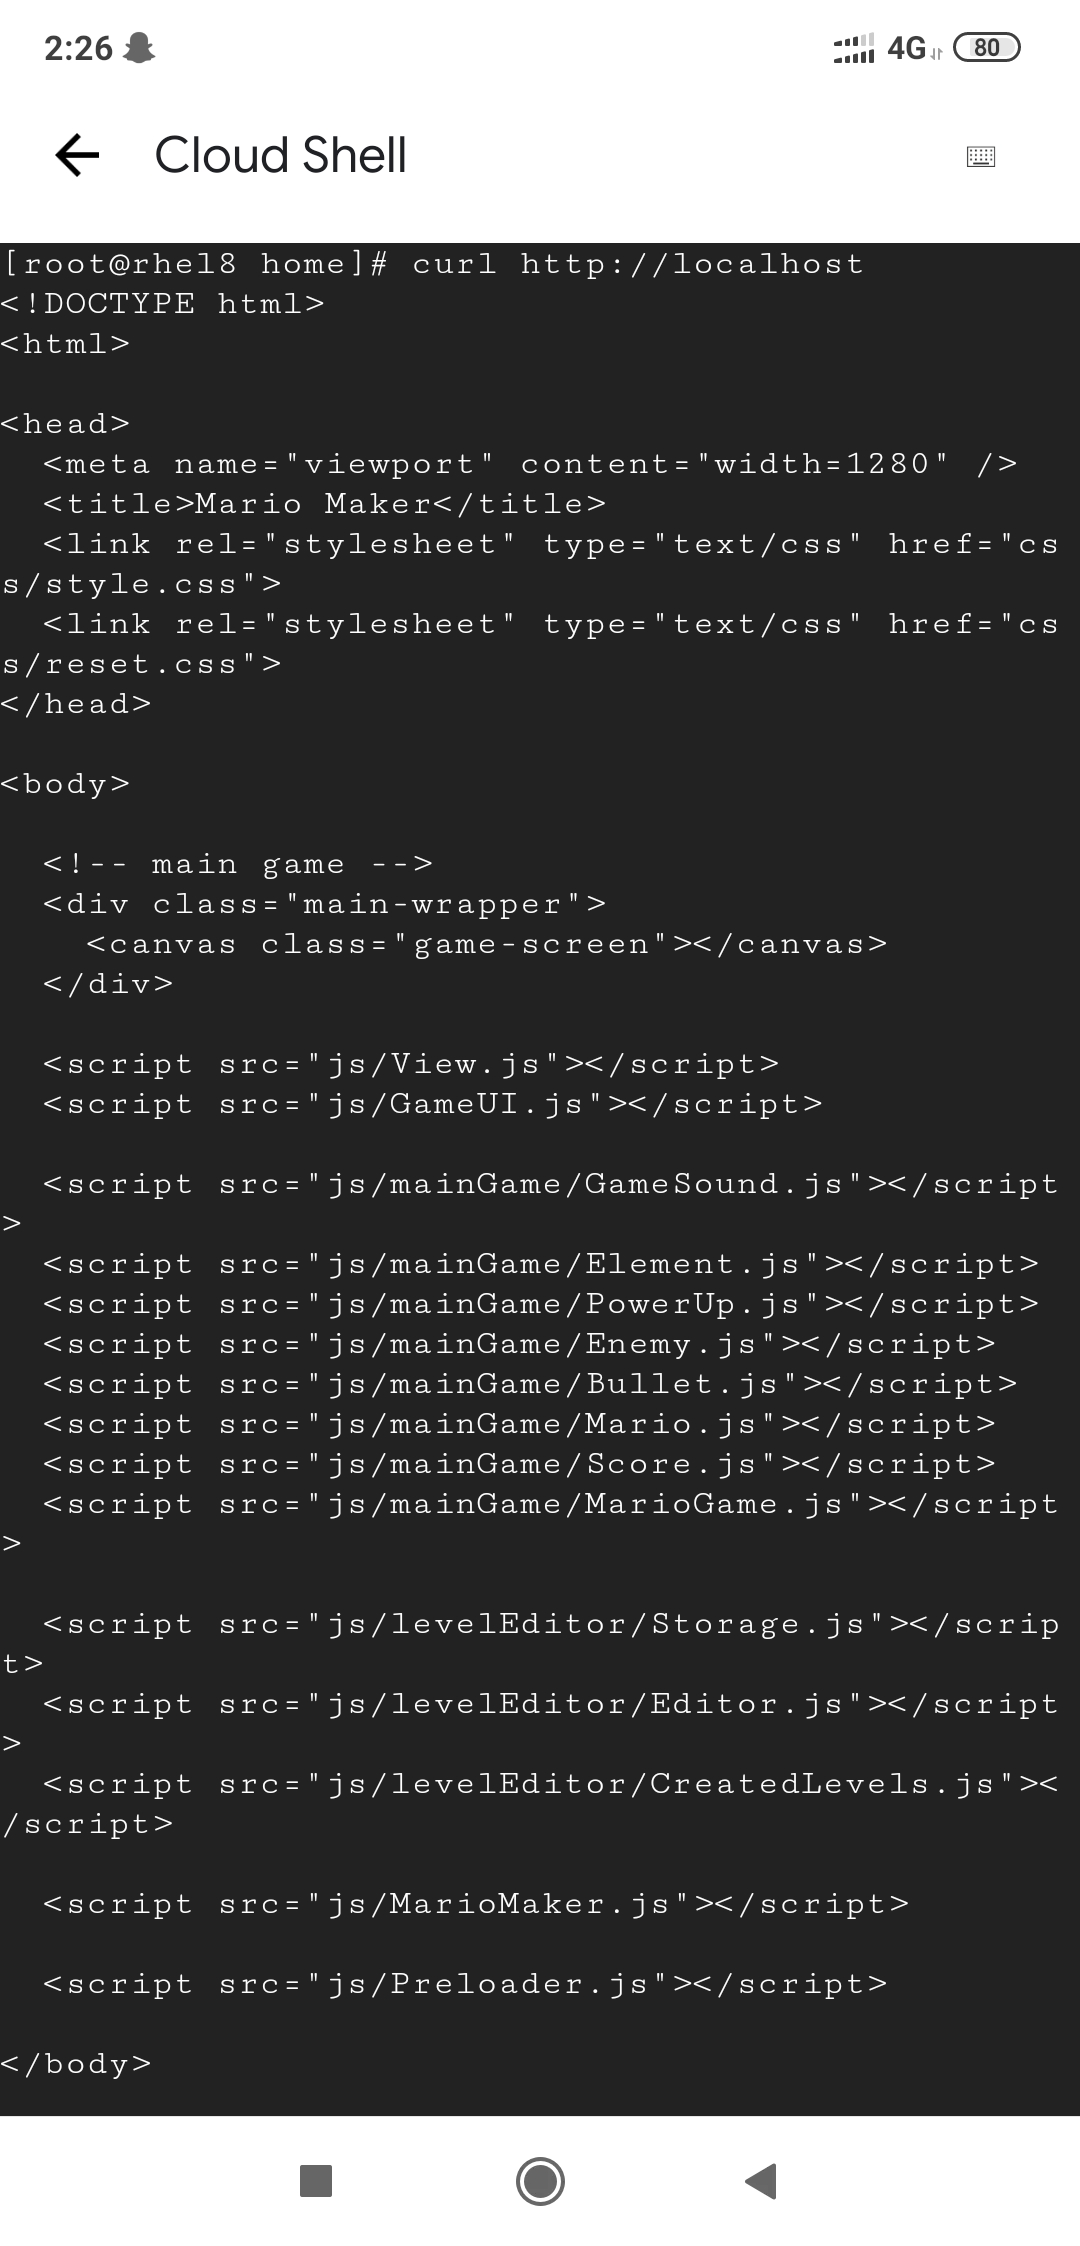 2:26 4G 80
Cloud Shell
[root@rhel8 home]# curl http://localhost
<!DOCTYPE html>
<html>

<head>
  <meta name="viewport" content="width=1280" />
  <title>Mario Maker</title>
  <link rel="stylesheet" type="text/css" href="cs
s/style.css">
  <link rel="stylesheet" type="text/css" href="cs
s/reset.css">
</head>

<body>

  <!-- main game -->
  <div class="main-wrapper">
    <canvas class="game-screen"></canvas>
  </div>

  <script src="js/View.js"></script>
  <script src="js/GameUI.js"></script>

  <script src="js/mainGame/GameSound.js"></script
>
  <script src="js/mainGame/Element.js"></script>
  <script src="js/mainGame/PowerUp.js"></script>
  <script src="js/mainGame/Enemy.js"></script>
  <script src="js/mainGame/Bullet.js"></script>
  <script src="js/mainGame/Mario.js"></script>
  <script src="js/mainGame/Score.js"></script>
  <script src="js/mainGame/MarioGame.js"></script
>

  <script src="js/levelEditor/Storage.js"></scrip
t>
  <script src="js/levelEditor/Editor.js"></script
>
  <script src="js/levelEditor/CreatedLevels.js"><
/script>

  <script src="js/MarioMaker.js"></script>

  <script src="js/Preloader.js"></script>

</body>